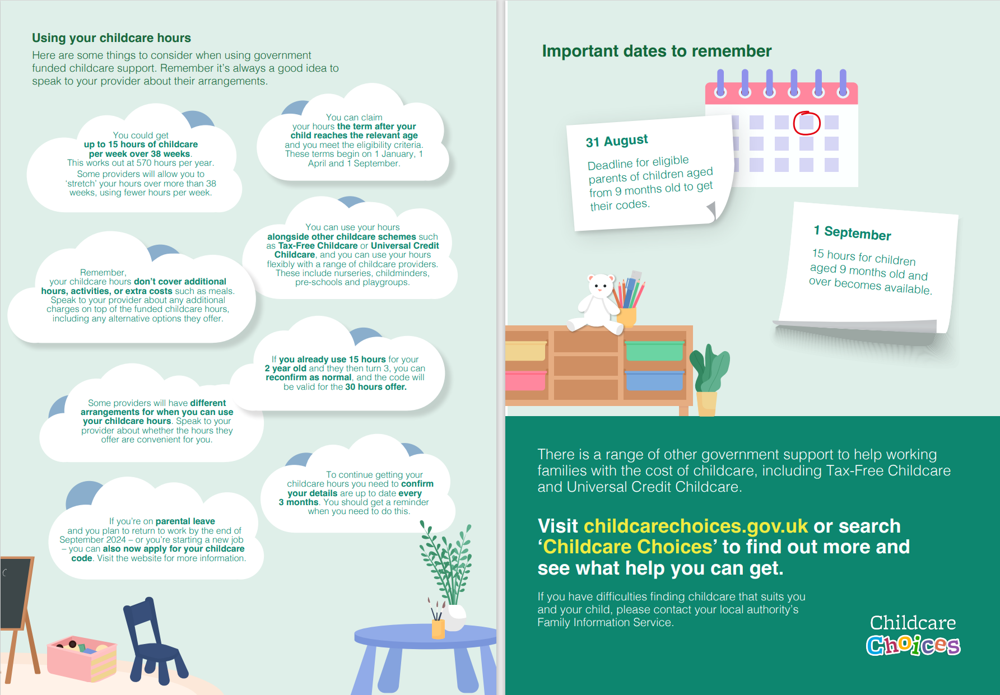 Using your childcare hours
Here are some things to consider when using government
funded childcare support. Remember it's always a good idea to
speak to your provider about their arrangements.
You could get
up to 15 hours of childcare
per week over 38 weeks.
This works out at 570 hours per year.
Some providers will allow you to
‘stretch’ your hours over more than 38
weeks, using fewer hours per week.
You can claim
your hours the term after your
child reaches the relevant age
and you meet the eligibility criteria.
These terms begin on 1 January, 1
April and 1 September.
You can use your hours
alongside other childcare schemes such
as Tax-Free Childcare or Universal Credit
Childcare, and you can use your hours
flexibly with a range of childcare providers.
These include nurseries, childminders,
pre-schools and playgroups.
Remember,
your childcare hours don’t cover additional
hours, activities, or extra costs such as meals.
Speak to your provider about any additional
charges on top of the funded childcare hours,
including any alternative options they offer.
If you already use 15 hours for your
2 year old and they then turn 3, you can
reconfirm as normal, and the code will
be valid for the 30 hours offer.
Some providers will have different
arrangements for when you can use
your childcare hours. Speak to your
provider about whether the hours they
offer are convenient for you.
To continue getting your
childcare hours you need to confirm
your details are up to date every
3 months. You should get a reminder
when you need to do this.
If you’re on parental leave
and you plan to return to work by the end of
September 2024 – or you’re starting a new job
– you can also now apply for your childcare
code. Visit the website for more information.
Important dates to remember
31 August
Deadline for eligible
parents of children aged
from 9 months old to get
their codes.
1 September
15 hours for children
aged 9 months old and
over becomes available.
There is a range of other government support to help working
families with the cost of childcare, including Tax-Free Childcare
and Universal Credit Childcare.
Visit childcarechoices.gov.uk or search
‘Childcare Choices’ to find out more and
see what help you can get.
If you have difficulties finding childcare that suits you
and your child, please contact your local authority’s
Family Information Service.
Childcare
Choices